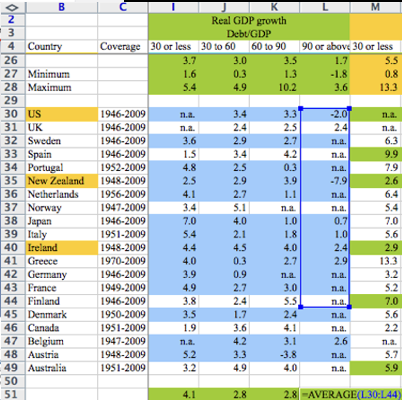 B C I J K L M
2 Real GDP growth
3 Debt/GDP
4 Country Coverage 30 or less 30 to 60 60 to 90 90 or above 30 or less
26 3.7 3.0 3.5 1.7 5.5
27 Minimum 1.6 0.3 1.3 -1.8 0.8
28 Maximum 5.4 4.9 10.2 3.6 13.3
29
30 US 1946-2009 n.a. 3.4 3.3 -2.0 n.a.
31 UK 1946-2009 n.a. 2.4 2.5 2.4 n.a.
32 Sweden 1946-2009 3.6 2.9 2.7 n.a. 6.3
33 Spain 1946-2009 1.5 3.4 4.2 n.a. 9.9
34 Portugal 1952-2009 4.8 2.5 0.3 n.a. 7.9
35 New Zealand 1948-2009 2.5 2.9 3.9 -7.9 2.6
36 Netherlands 1956-2009 4.1 2.7 1.1 n.a. 6.4
37 Norway 1947-2009 3.4 5.1 n.a. n.a. 5.4
38 Japan 1946-2009 7.0 4.0 1.0 0.7 7.0
39 Italy 1951-2009 5.4 2.1 1.8 1.0 5.6
40 Ireland 1948-2009 4.4 4.5 4.0 2.4 2.9
41 Greece 1970-2009 4.0 0.3 2.7 2.9 13.3
42 Germany 1946-2009 3.9 0.9 n.a. n.a. 3.2
43 France 1949-2009 4.9 2.7 3.0 n.a. 5.2
44 Finland 1946-2009 3.8 2.4 5.5 n.a. 7.0
45 Denmark 1950-2009 3.5 1.7 2.4 n.a. 5.6
46 Canada 1951-2009 1.9 3.6 4.1 n.a. 2.2
47 Belgium 1947-2009 n.a. 4.2 3.1 2.6 n.a.
48 Austria 1948-2009 5.2 3.3 -3.8 n.a. 5.7
49 Australia 1951-2009 3.2 4.9 4.0 n.a. 5.9
50
51 4.1 2.8 2.8 =AVERAGE(L30:L44)